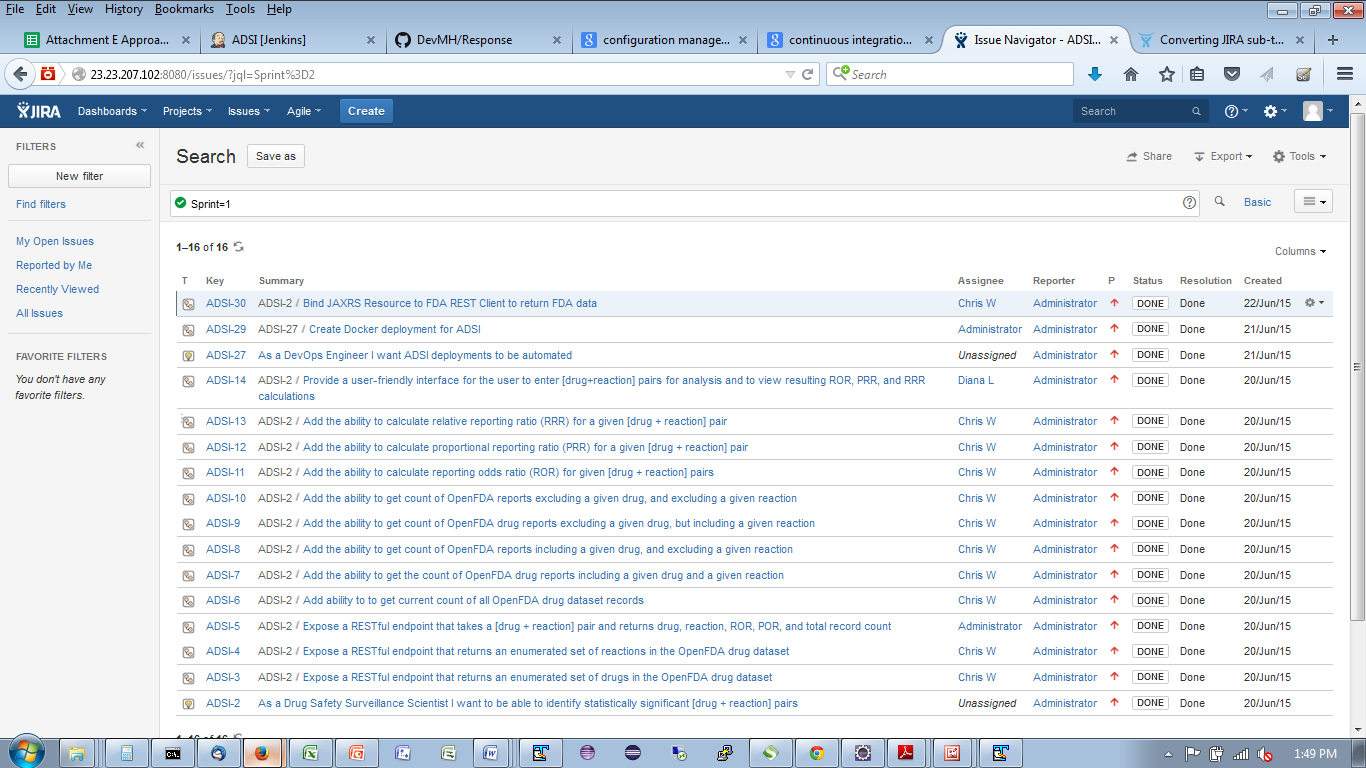 File Edit View History Bookmarks Tools Help
Attachment E Approa... ADSI [Jenkins] DevMH/Response configuration manage... continuous integration... Issue Navigator - ADSI... Converting JIRA sub-t...
23.23.207.102:8080/issues/?jql=Sprint%3D2 Search
JIRA Dashboards Projects Issues Agile Create Search
FILTERS
New filter
Find filters
My Open Issues
Reported by Me
Recently Viewed
All Issues
FAVORITE FILTERS
You don't have any
favorite filters.
Search Save as Share Export Tools
Sprint=1 Basic
1–16 of 16
Columns
T Key Summary Assignee Reporter P Status Resolution Created
ADSI-30 ADSI-2 / Bind JAXRS Resource to FDA REST Client to return FDA data Chris W Administrator DONE Done 22/Jun/15
ADSI-29 ADSI-27 / Create Docker deployment for ADSI Administrator Administrator DONE Done 21/Jun/15
ADSI-27 As a DevOps Engineer I want ADSI deployments to be automated Unassigned Administrator DONE Done 21/Jun/15
ADSI-14 ADSI-2 / Provide a user-friendly interface for the user to enter [drug+reaction] pairs for analysis and to view resulting ROR, PRR, and RRR Diana L Administrator DONE Done 20/Jun/15
calculations
ADSI-13 ADSI-2 / Add the ability to calculate relative reporting ratio (RRR) for a given [drug + reaction] pair Chris W Administrator DONE Done 20/Jun/15
ADSI-12 ADSI-2 / Add the ability to calculate proportional reporting ratio (PRR) for a given [drug + reaction] pair Chris W Administrator DONE Done 20/Jun/15
ADSI-11 ADSI-2 / Add the ability to calculate reporting odds ratio (ROR) for given [drug + reaction] pairs Chris W Administrator DONE Done 20/Jun/15
ADSI-10 ADSI-2 / Add the ability to get count of OpenFDA reports excluding a given drug, and excluding a given reaction Chris W Administrator DONE Done 20/Jun/15
ADSI-9 ADSI-2 / Add the ability to get count of OpenFDA drug reports excluding a given drug, but including a given reaction Chris W Administrator DONE Done 20/Jun/15
ADSI-8 ADSI-2 / Add the ability to get count of OpenFDA reports including a given drug, and excluding a given reaction Chris W Administrator DONE Done 20/Jun/15
ADSI-7 ADSI-2 / Add the ability to get the count of OpenFDA drug reports including a given drug and a given reaction Chris W Administrator DONE Done 20/Jun/15
ADSI-6 ADSI-2 / Add ability to to get current count of all OpenFDA drug dataset records Chris W Administrator DONE Done 20/Jun/15
ADSI-5 ADSI-2 / Expose a RESTful endpoint that takes a [drug + reaction] pair and returns drug, reaction, ROR, POR, and total record count Administrator Administrator DONE Done 20/Jun/15
ADSI-4 ADSI-2 / Expose a RESTful endpoint that returns an enumerated set of reactions in the OpenFDA drug dataset Chris W Administrator DONE Done 20/Jun/15
ADSI-3 ADSI-2 / Expose a RESTful endpoint that returns an enumerated set of drugs in the OpenFDA drug dataset Chris W Administrator DONE Done 20/Jun/15
ADSI-2 As a Drug Safety Surveillance Scientist I want to be able to identify statistically significant [drug + reaction] pairs Unassigned Administrator DONE Done 20/Jun/15
1–16 of 16
1:49 PM